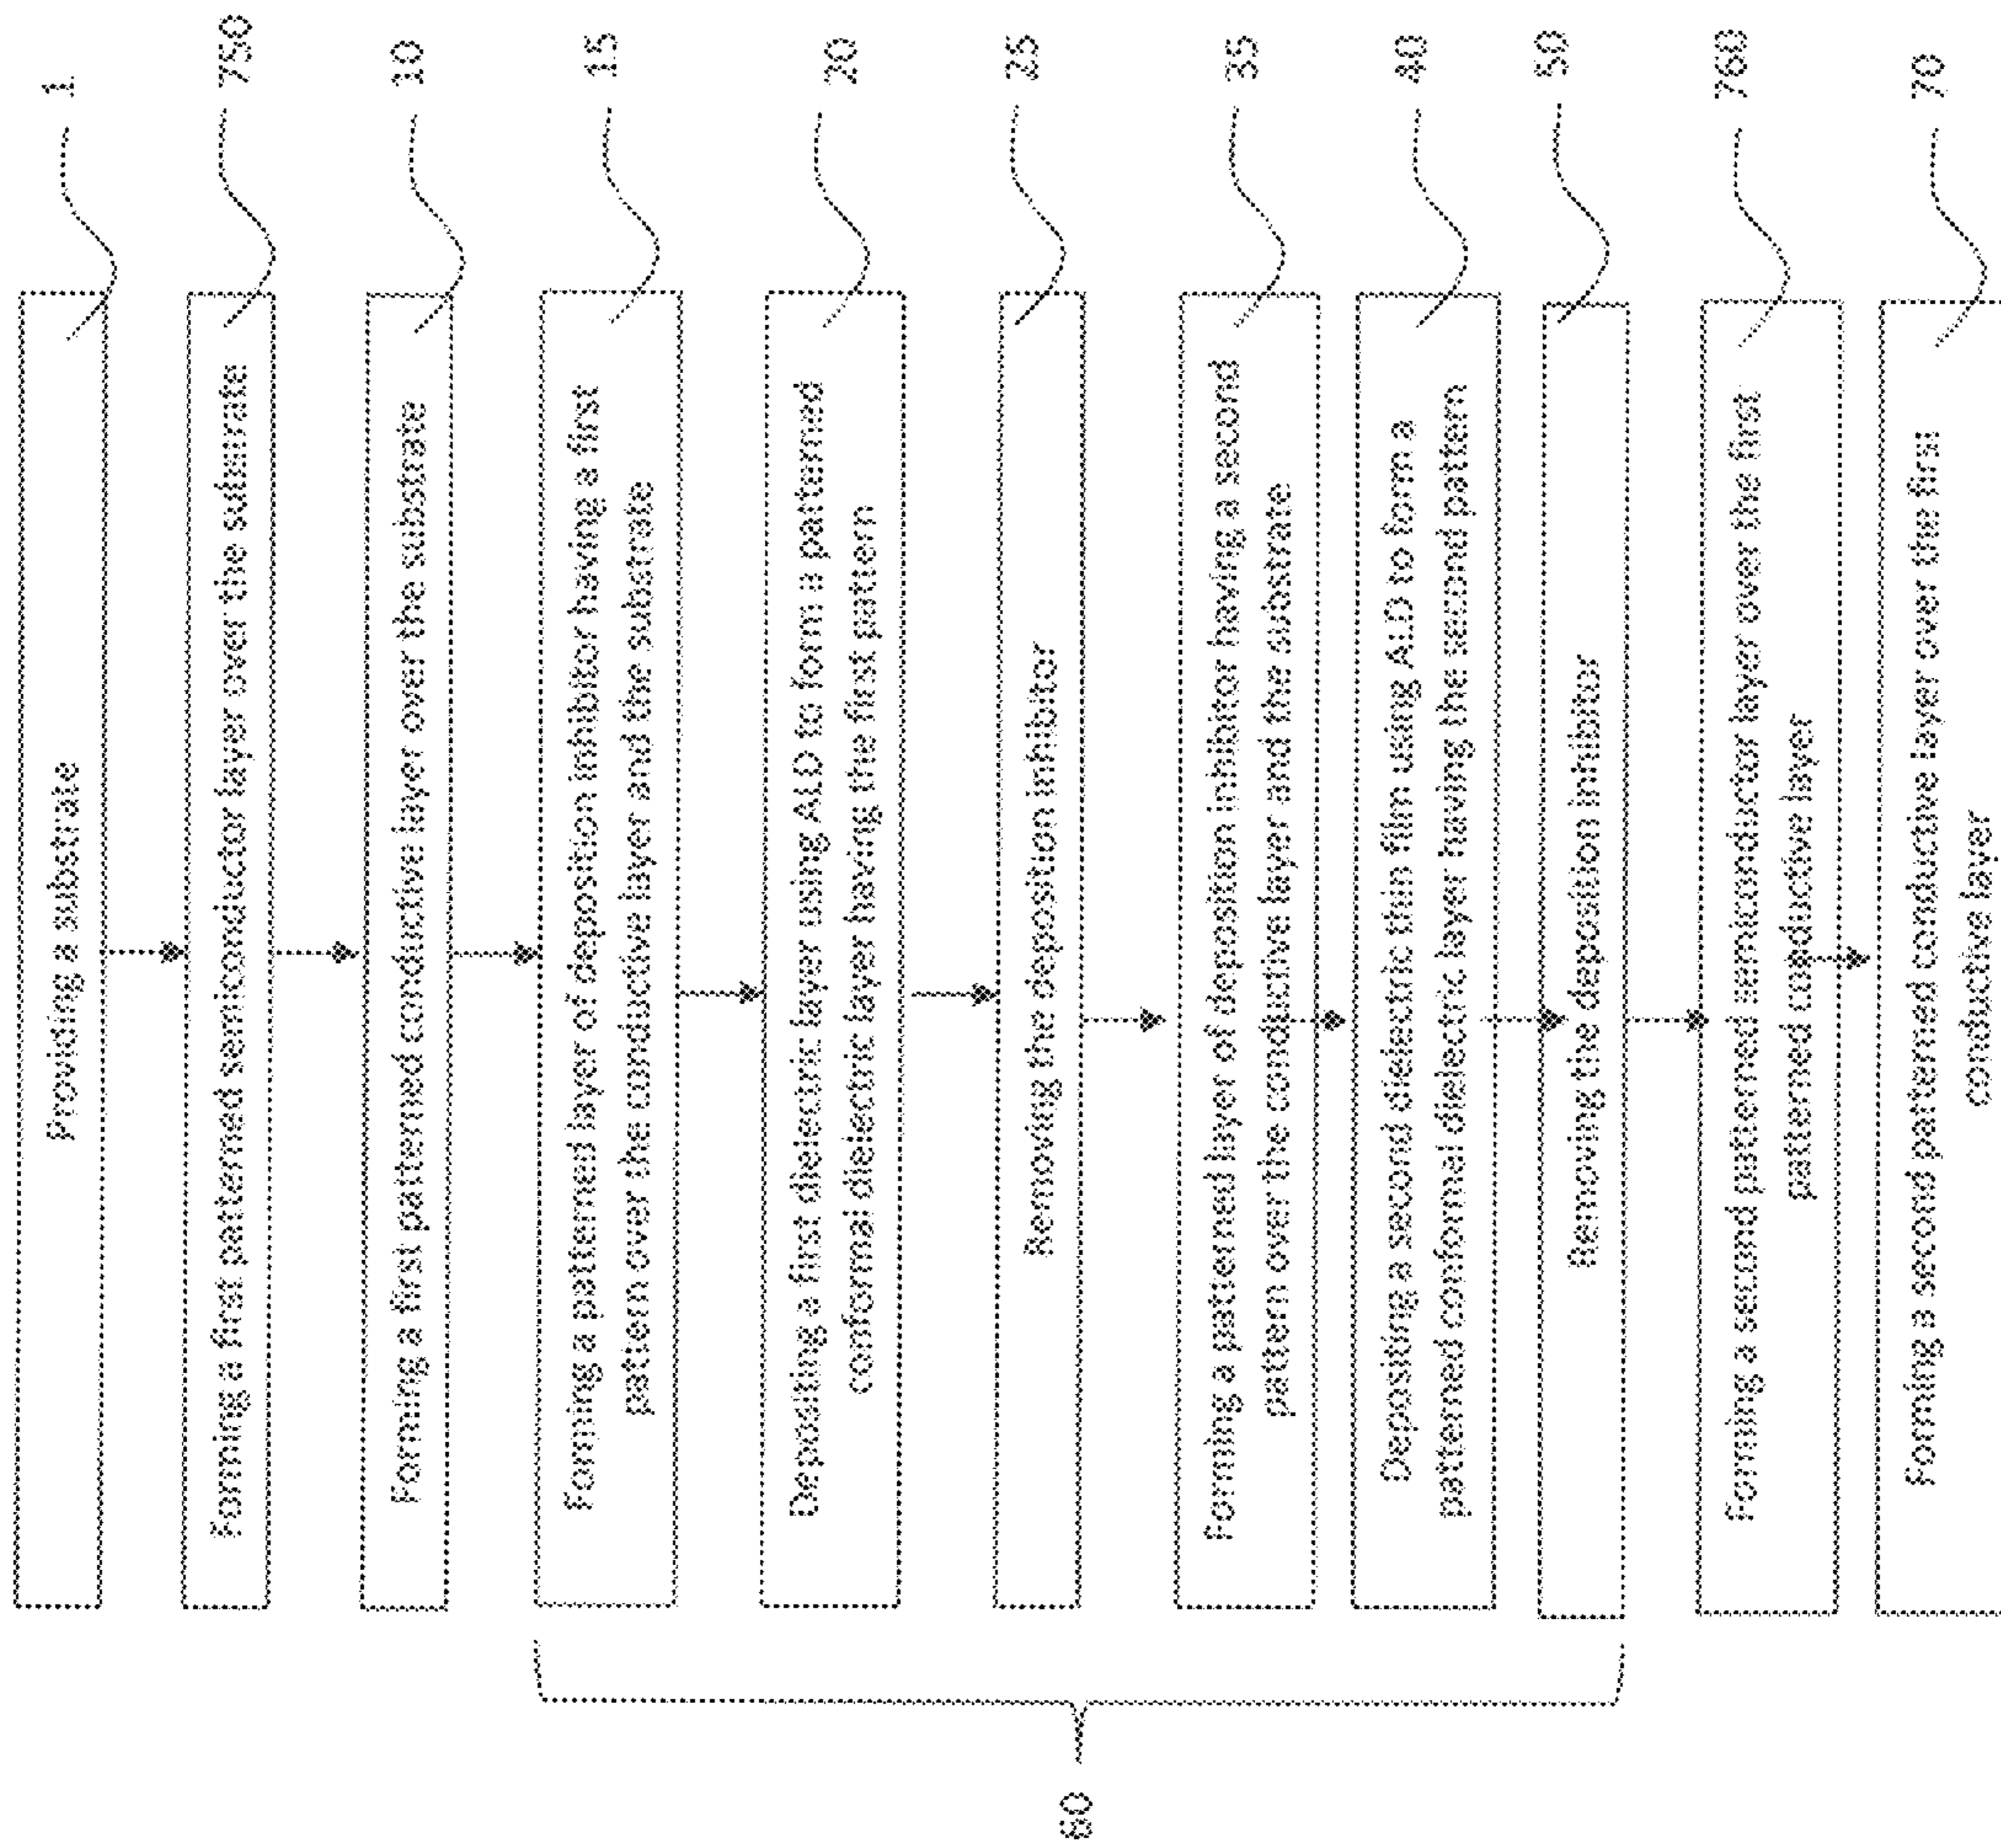 Providing a substrate
1
Forming a first patterned semiconductor layer over the substrate
750
Forming a first patterned conductive layer over the substrate
10
Forming a patterned layer of deposition inhibitor having a first
pattern over the conductive layer and the substrate
15
Depositing a first dielectric layer using ALD to form a patterned
conformal dielectric layer having the first pattern
20
Removing the deposition inhibitor
25
Forming a patterned layer of deposition inhibitor having a second
pattern over the conductive layer and the substrate
35
Depositing a second dielectric thin film using ALD to form a
patterned conformal dielectric layer having the second pattern
40
Removing the deposition inhibitor
50
60
Forming a second patterned semiconductor layer over the first
patterned conductive layer
760
Forming a second patterned conductive layer over the first
conductive layer
70